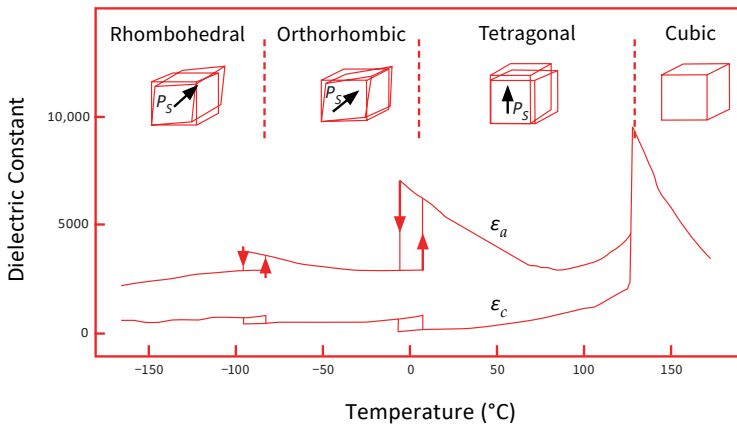 Rhombohedral Orthorhombic Tetragonal Cubic
P_S P_S P_S
Dielectric Constant
10,000
5000
0
ε_a
ε_c
−150 −100 −50 0 50 100 150
Temperature (°C)